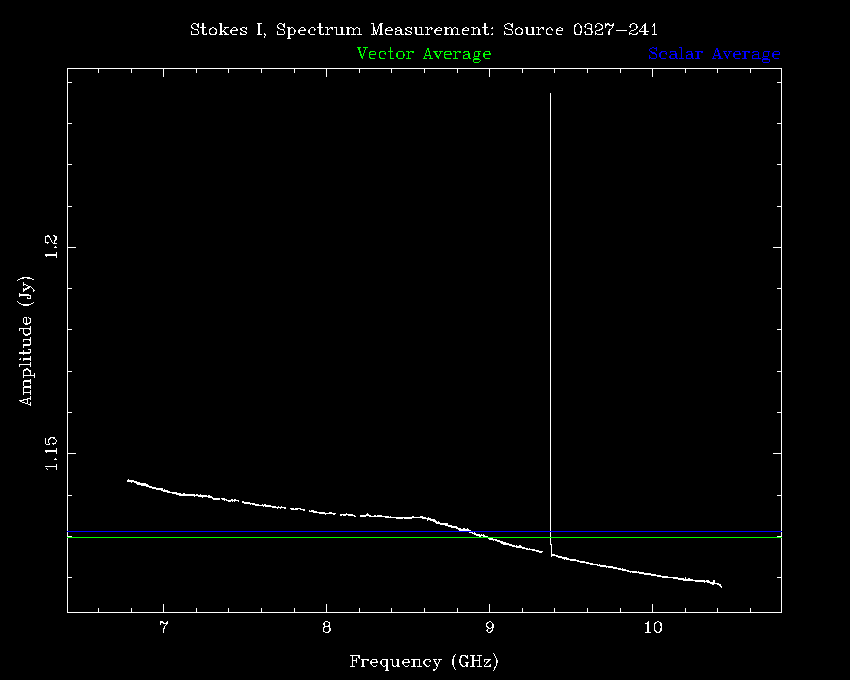 Stokes I, Spectrum Measurement: Source 0327-241
Vector Average
Scalar Average
1.2
1.15
Amplitude (Jy)
7 8 9 10
Frequency (GHz)